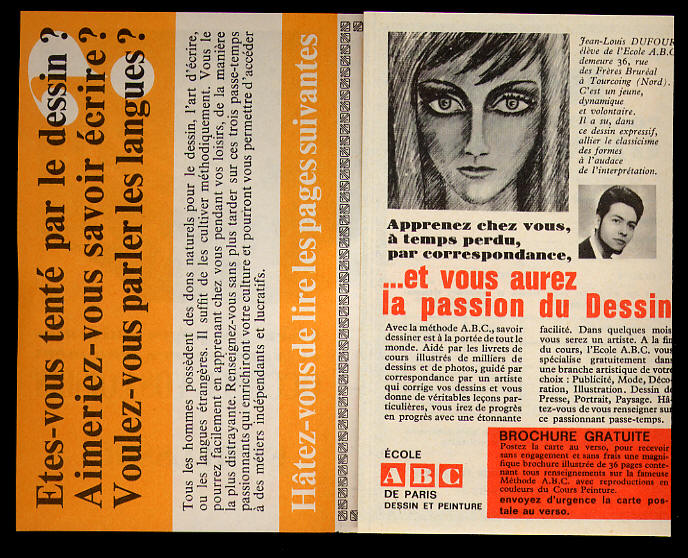 Etes-vous tenté par le dessin ?
Aimeriez-vous savoir écrire ?
Voulez-vous parler les langues ?
Tous les hommes possèdent des dons naturels pour le dessin, l'art d'écrire,
ou les langues étrangères. Il suffit de les cultiver méthodiquement. Vous le
pourrez facilement en apprenant chez vous pendant vos loisirs, de la manière
la plus distrayante. Renseignez-vous sans plus tarder sur ces trois passe-temps
passionnants qui enrichiront votre culture et pourront vous permettre d'accéder
à des métiers indépendants et lucratifs.
Hâtez-vous de lire les pages suivantes
Jean-Louis DUFOUR
élève de l'Ecole A.B.C
demeure 36, rue
des Frères Bruréal
à Tourcoing (Nord).
C'est un jeune,
dynamique
et volontaire.
Il a su, dans
ce dessin expressif,
allier le classicisme
des formes
à l'audace
de l'interprétation.
Apprenez chez vous,
à temps perdu,
par correspondance,
...et vous aurez
la passion du Dessin
Avec la méthode A.B.C., savoir
dessiner est à la portée de tout le
monde. Aidé par les livrets de
cours illustrés de milliers de
dessins et de photos, guidé par
correspondance par un artiste
qui corrige vos dessins et vous
donne de véritables leçons par-
ticulières, vous irez de progrès
en progrès avec une étonnante
facilité. Dans quelques mois
vous serez un artiste. A la fin
du cours, l'Ecole A.B.C. vous
spécialise gratuitement dans
une branche artistique de votre
choix : Publicité, Mode, Déco-
ration, Illustration. Dessin de
Presse, Portrait, Paysage. Hâ-
tez-vous de vous renseigner sur
ce passionnant passe-temps.
ÉCOLE
ABC
DE PARIS
DESSIN ET PEINTURE
BROCHURE GRATUITE
Postez la carte au verso, pour recevoir
sans engagement et sans frais une magni-
fique brochure illustrée de 36 pages conte-
nant tous renseignements sur la fameuse
Méthode A.B.C. avec reproductions en
couleurs du Cours Peinture.
envoyez d'urgence la carte pos-
tale au verso.